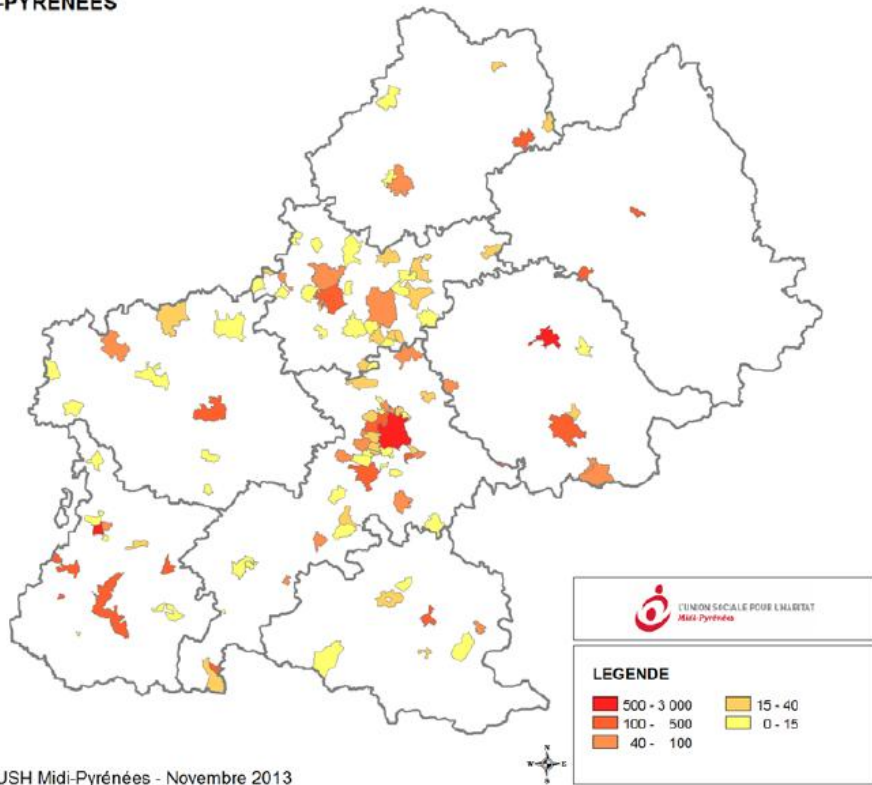 -PYRENEES
L'UNION SOCIALE POUR L'HABITAT
Midi-Pyrénées
LEGENDE
500 - 3 000
100 - 500
40 - 100
15 - 40
0 - 15
N
W E
S
USH Midi-Pyrénées - Novembre 2013